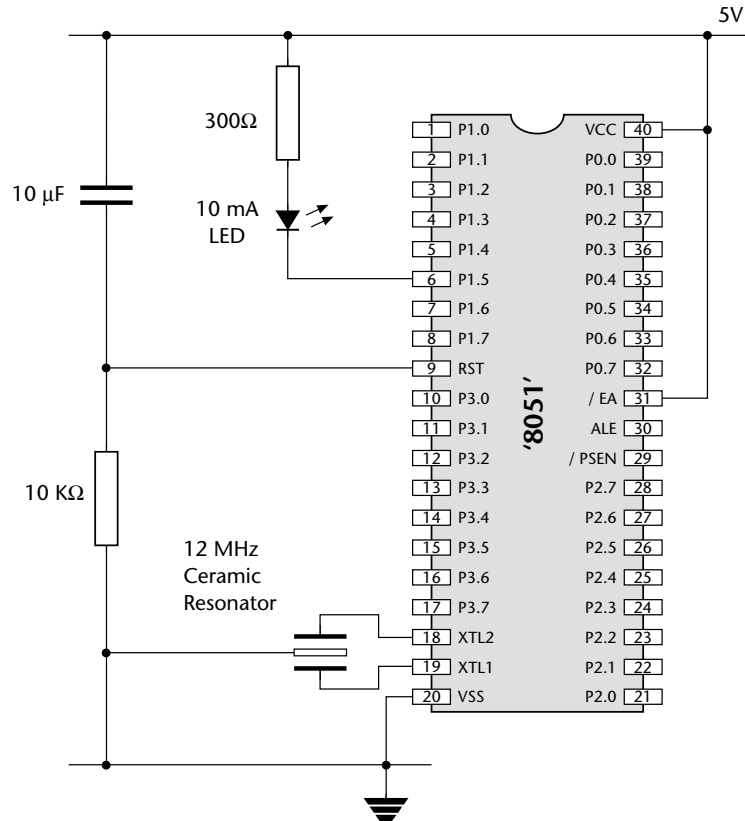 5V
300Ω
10 µF
10 mA
LED
10 KΩ
12 MHz
Ceramic
Resonator
'8051'
1 P1.0 VCC 40
2 P1.1 P0.0 39
3 P1.2 P0.1 38
4 P1.3 P0.2 37
5 P1.4 P0.3 36
6 P1.5 P0.4 35
7 P1.6 P0.5 34
8 P1.7 P0.6 33
9 RST P0.7 32
10 P3.0 / EA 31
11 P3.1 ALE 30
12 P3.2 / PSEN 29
13 P3.3 P2.7 28
14 P3.4 P2.6 27
15 P3.5 P2.5 26
16 P3.6 P2.4 25
17 P3.7 P2.3 24
18 XTL2 P2.2 23
19 XTL1 P2.1 22
20 VSS P2.0 21